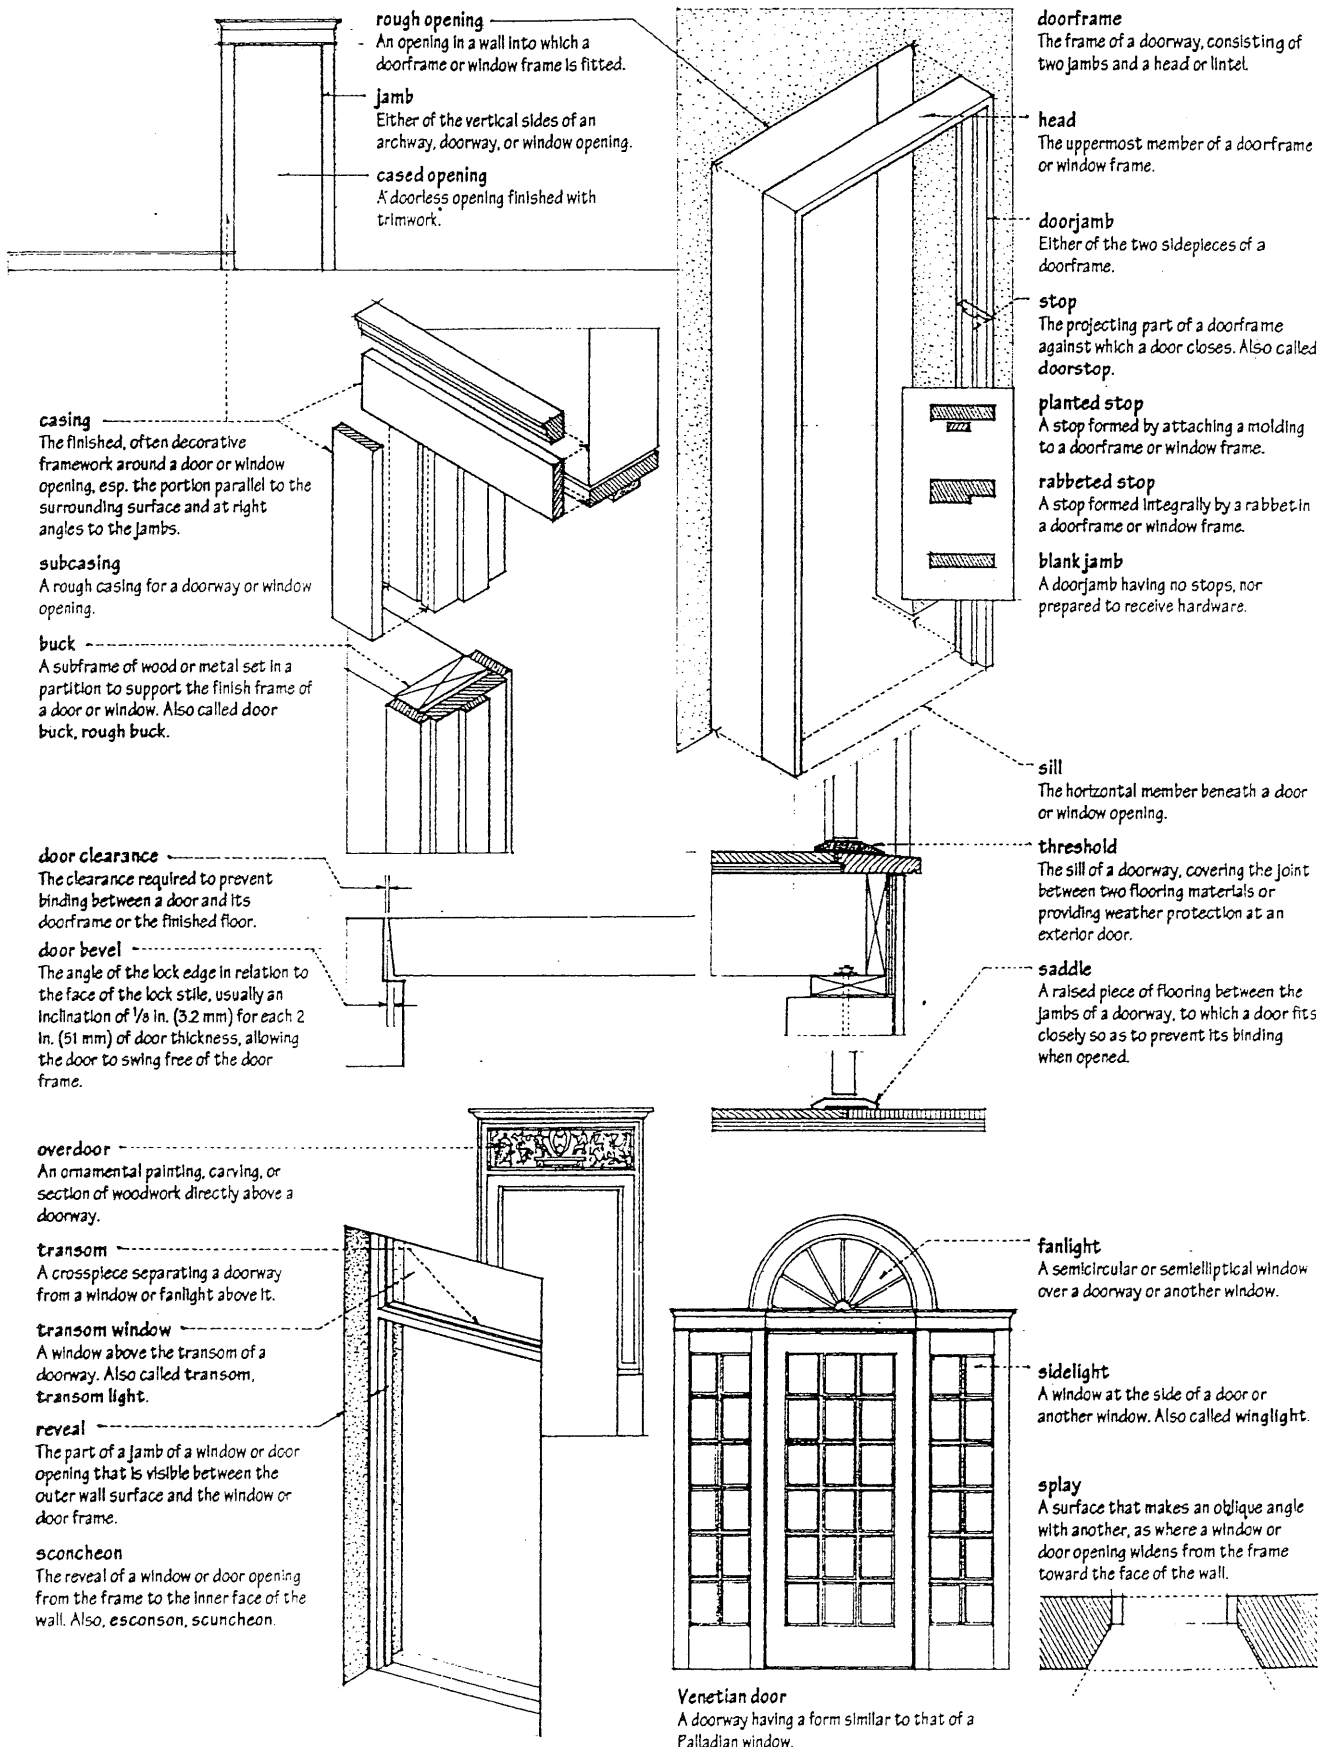 rough opening
An opening in a wall into which a
doorframe or window frame is fitted.
jamb
Either of the vertical sides of an
archway, doorway, or window opening.
cased opening
A doorless opening finished with
trimwork.
casing
The finished, often decorative
framework around a door or window
opening, esp. the portion parallel to the
surrounding surface and at right
angles to the jambs.
subcasing
A rough casing for a doorway or window
opening.
buck
A subframe of wood or metal set in a
partition to support the finish frame of
a door or window. Also called door
buck, rough buck.
door clearance
The clearance required to prevent
binding between a door and its
doorframe or the finished floor.
door bevel
The angle of the lock edge in relation to
the face of the lock stile, usually an
inclination of 1/8 in. (3.2 mm) for each 2
in. (51 mm) of door thickness, allowing
the door to swing free of the door
frame.
overdoor
An ornamental painting, carving, or
section of woodwork directly above a
doorway.
transom
A crosspiece separating a doorway
from a window or fanlight above it.
transom window
A window above the transom of a
doorway. Also called transom,
transom light.
reveal
The part of a jamb of a window or door
opening that is visible between the
outer wall surface and the window or
door frame.
sconcheon
The reveal of a window or door opening
from the frame to the inner face of the
wall. Also, esconson, scuncheon.
doorframe
The frame of a doorway, consisting of
two jambs and a head or lintel.
head
The uppermost member of a doorframe
or window frame.
doorjamb
Either of the two sidepieces of a
doorframe.
stop
The projecting part of a doorframe
against which a door closes. Also called
doorstop.
planted stop
A stop formed by attaching a molding
to a doorframe or window frame.
rabbeted stop
A stop formed integrally by a rabbet in
a doorframe or window frame.
blank jamb
A doorjamb having no stops, nor
prepared to receive hardware.
sill
The horizontal member beneath a door
or window opening.
threshold
The sill of a doorway, covering the joint
between two flooring materials or
providing weather protection at an
exterior door.
saddle
A raised piece of flooring between the
jambs of a doorway, to which a door fits
closely so as to prevent its binding
when opened.
fanlight
A semicircular or semielliptical window
over a doorway or another window.
sidelight
A window at the side of a door or
another window. Also called winglight.
splay
A surface that makes an oblique angle
with another, as where a window or
door opening widens from the frame
toward the face of the wall.
Venetian door
A doorway having a form similar to that of a
Palladian window.